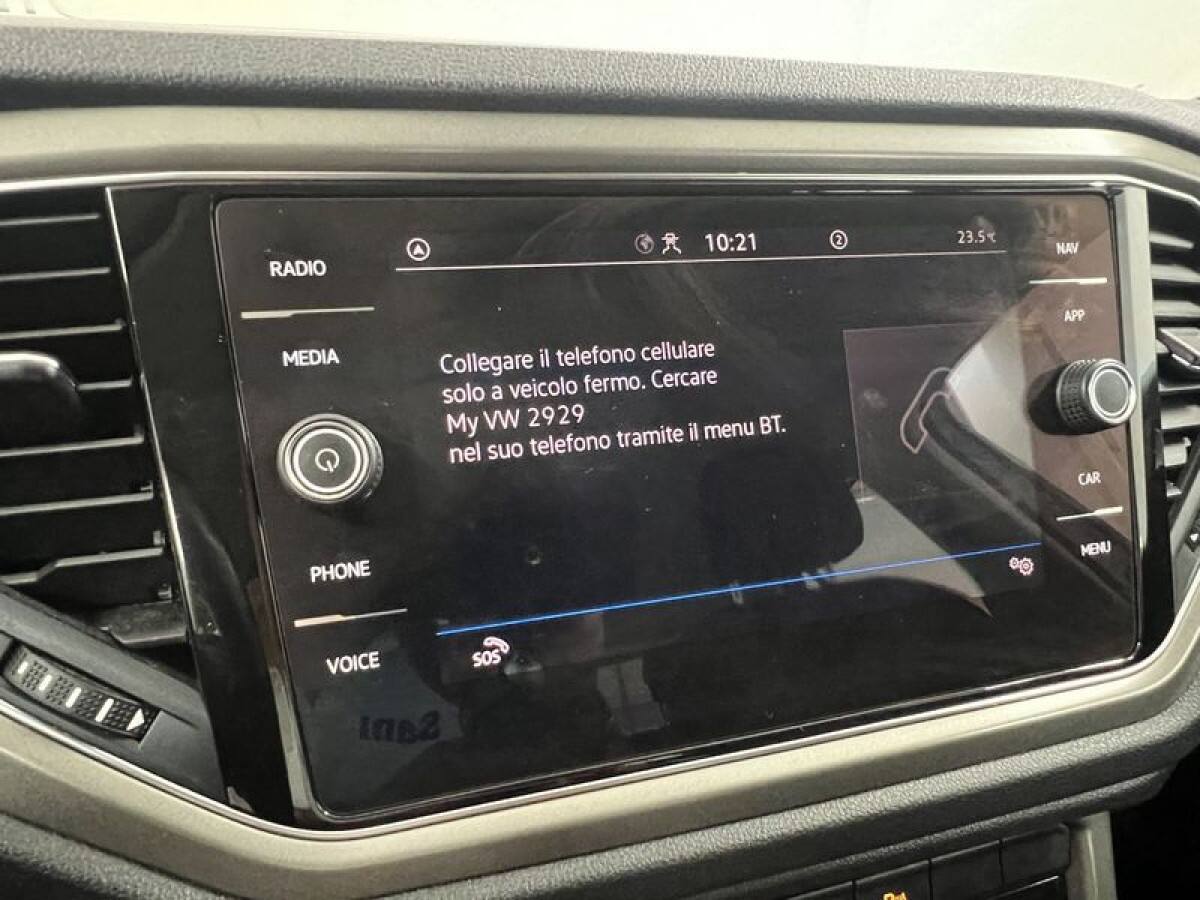 10:21
2
23.5°C
RADIO
MEDIA
PHONE
VOICE
Collegare il telefono cellulare
solo a veicolo fermo. Cercare
My VW 2929
nel suo telefono tramite il menu BT.
SOS
NAV
APP
CAR
MENU